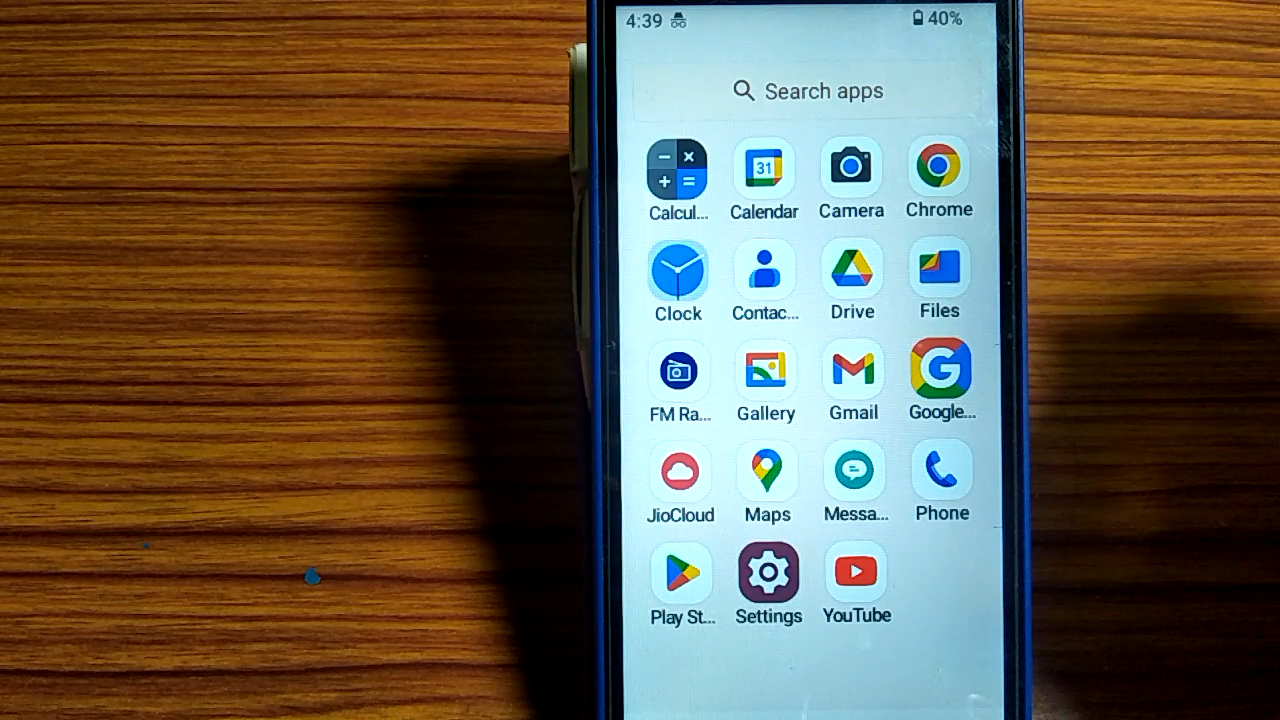 4:39 40%
Search apps
31
Calcul... Calendar Camera Chrome
Clock Contac... Drive Files
FM Ra... Gallery Gmail Google...
JioCloud Maps Messa... Phone
Play St... Settings YouTube